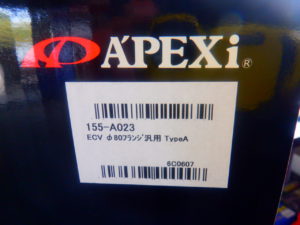 A'PEXi®
155-A023
ECV φ80ﾌﾗﾝｼﾞ汎用 TypeA
6C0607